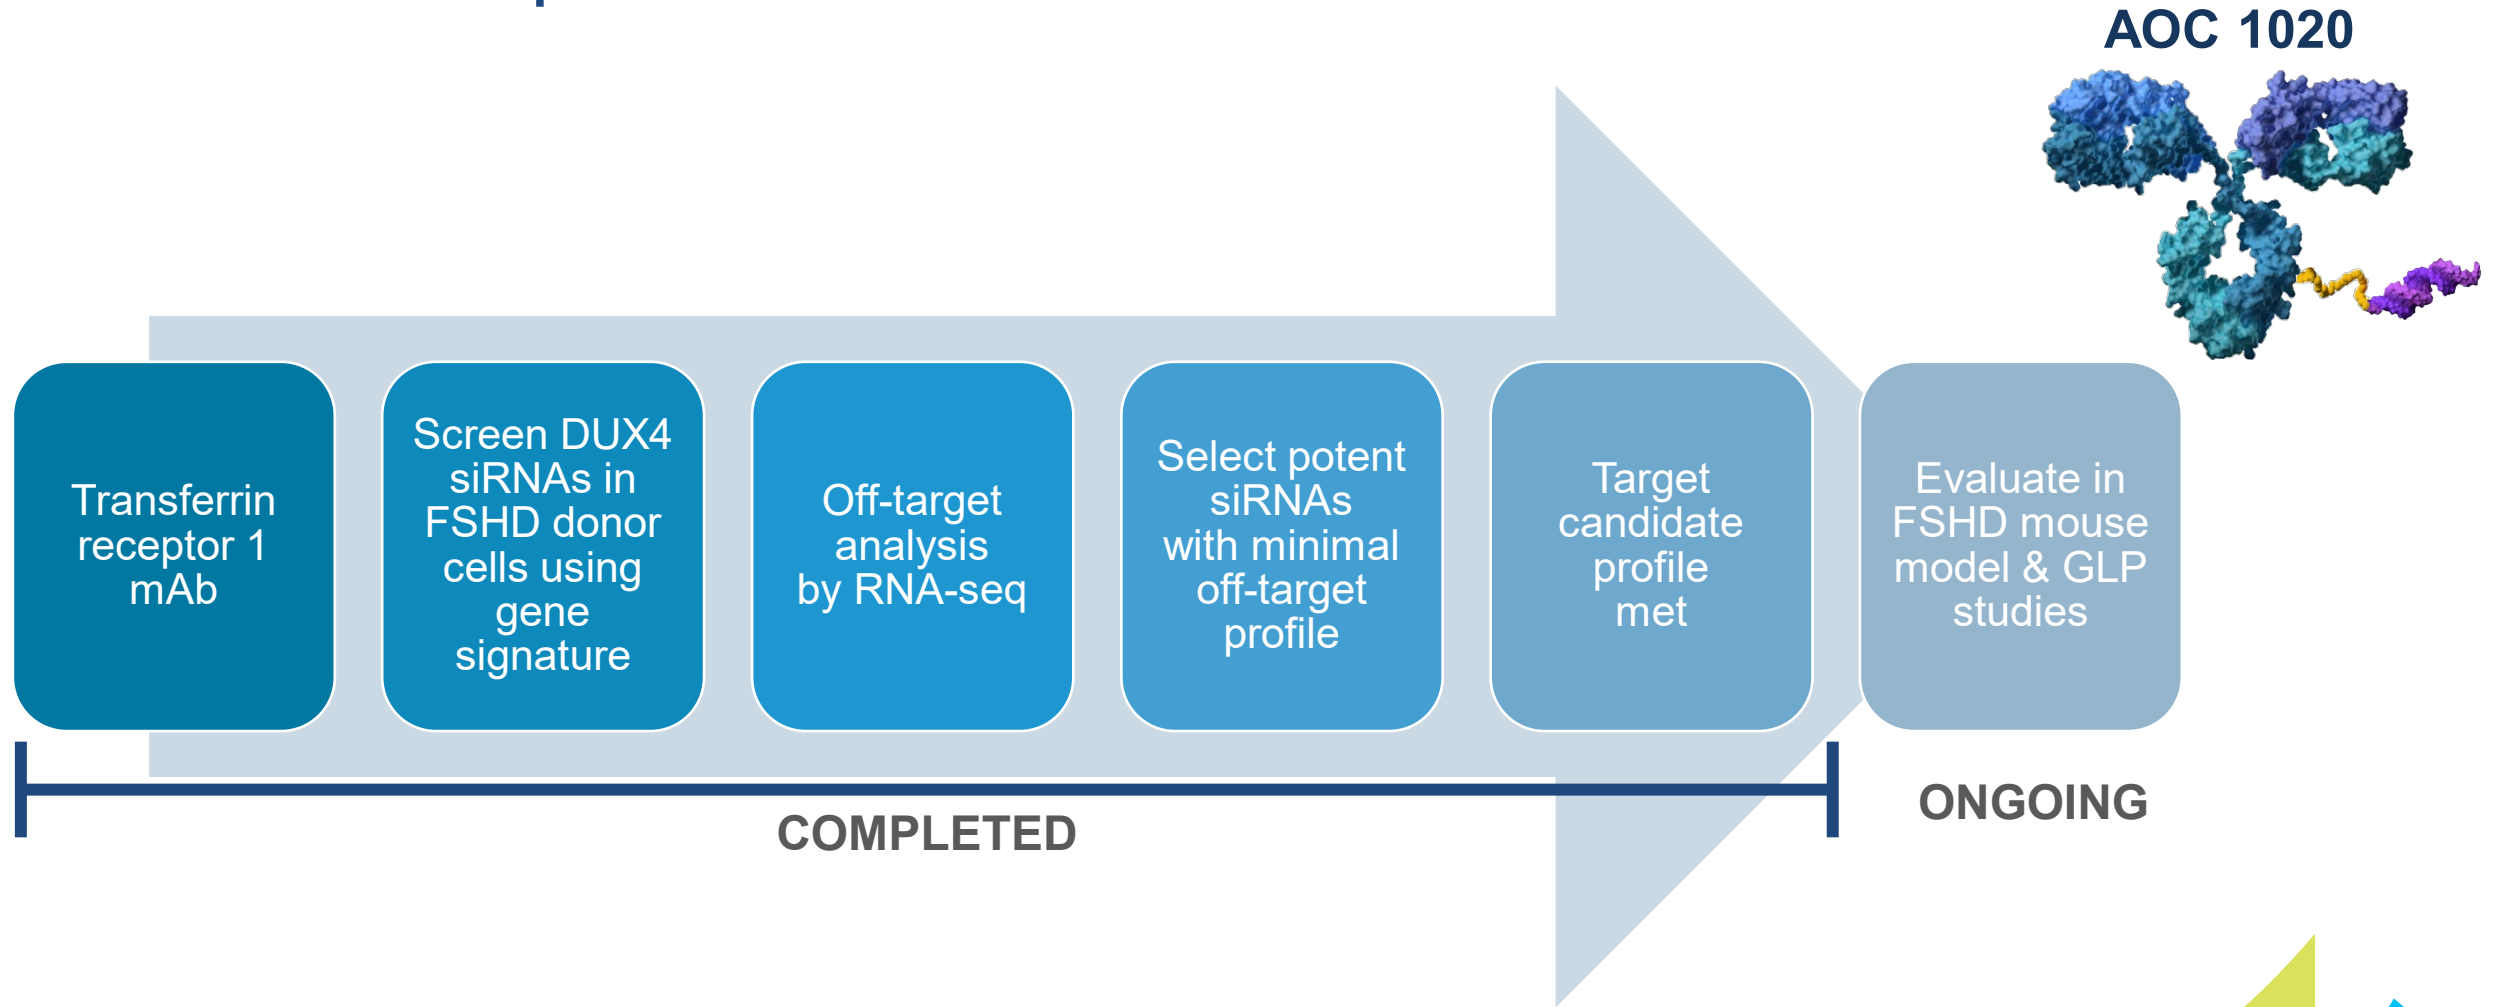 AOC 1020
Transferrin
receptor 1
mAb
Screen DUX4
siRNAs in
FSHD donor
cells using
gene
signature
Off-target
analysis
by RNA-seq
Select potent
siRNAs
with minimal
off-target
profile
Target
candidate
profile
met
Evaluate in
FSHD mouse
model & GLP
studies
COMPLETED
ONGOING